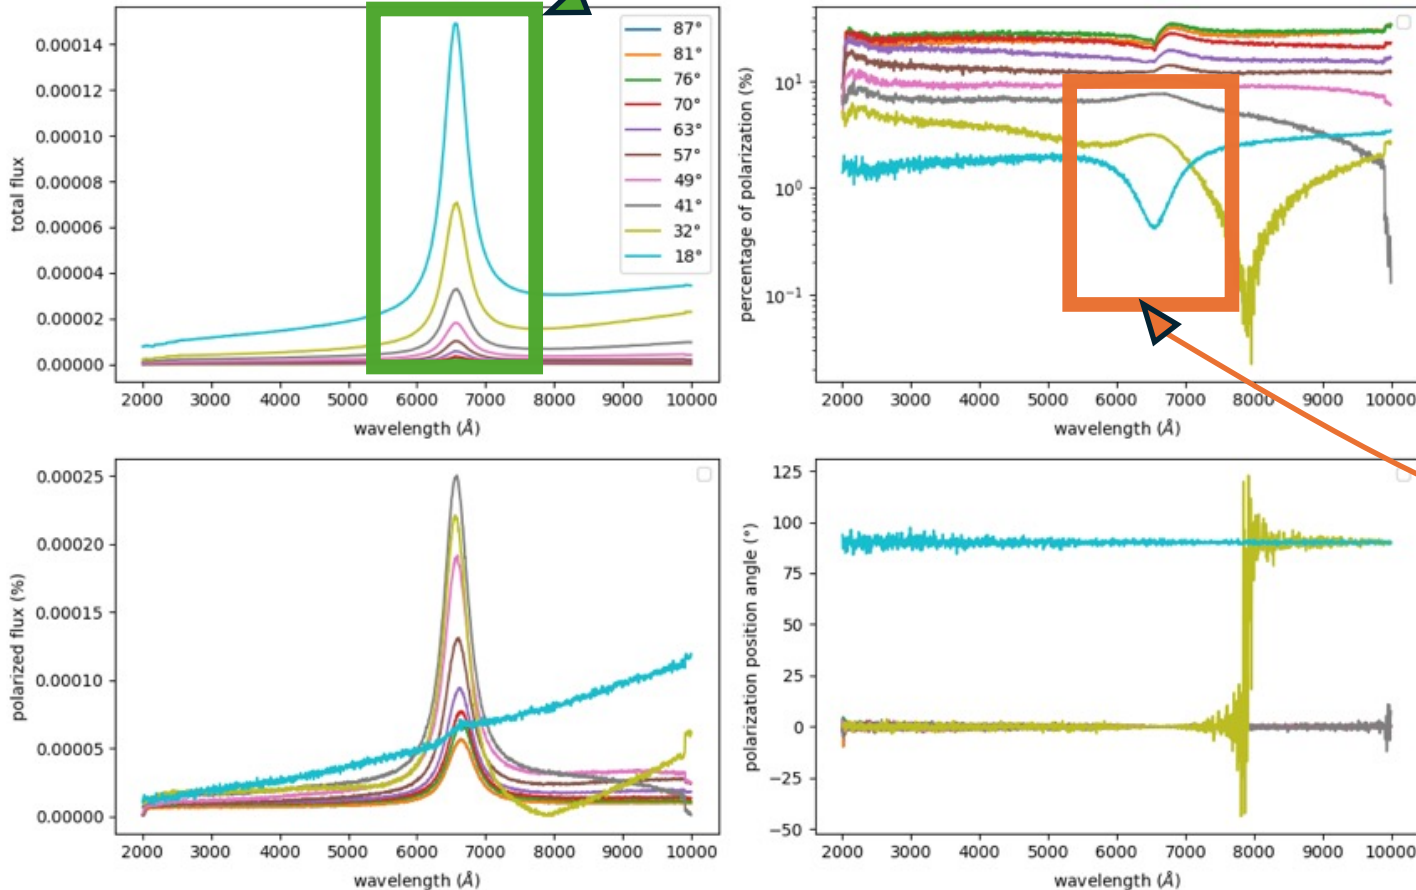 total flux
0.00014
0.00012
0.00010
0.00008
0.00006
0.00004
0.00002
0.00000
2000 3000 4000 5000 6000 7000 8000 9000 10000
wavelength (Å)
87°
81°
76°
70°
63°
57°
49°
41°
32°
18°
percentage of polarization (%)
10¹
10⁰
10⁻¹
2000 3000 4000 5000 6000 7000 8000 9000 10000
wavelength (Å)
polarized flux (%)
0.00025
0.00020
0.00015
0.00010
0.00005
0.00000
2000 3000 4000 5000 6000 7000 8000 9000 10000
wavelength (Å)
polarization position angle (°)
125
100
75
50
25
0
−25
−50
2000 3000 4000 5000 6000 7000 8000 9000 10000
wavelength (Å)